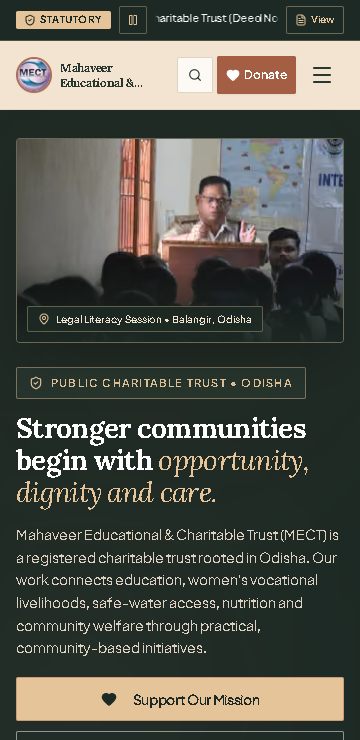 STATUTORY
haritable Trust (Deed No
View
MECT
Mahaveer
Educational &...
Donate
INTE
Legal Literacy Session • Balangir, Odisha
PUBLIC CHARITABLE TRUST • ODISHA
Stronger communities
begin with opportunity,
dignity and care.
Mahaveer Educational & Charitable Trust (MECT) is
a registered charitable trust rooted in Odisha. Our
work connects education, women's vocational
livelihoods, safe-water access, nutrition and
community welfare through practical,
community-based initiatives.
Support Our Mission